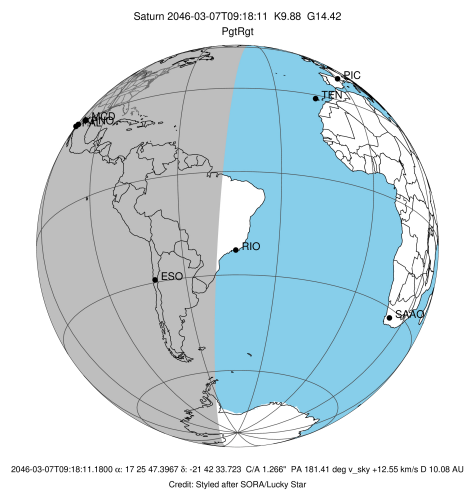 Saturn 2046-03-07T09:18:11  K9.88  G14.42
PgtRgt
PIC
TEN
MCD
RIO
ESO
SAAO
2046-03-07T09:18:11.1800 α: 17 25 47.3967 δ: -21 42 33.723  C/A 1.266"  PA 181.41 deg v_sky +12.55 km/s D 10.08 AU
Credit: Styled after SORA/Lucky Star